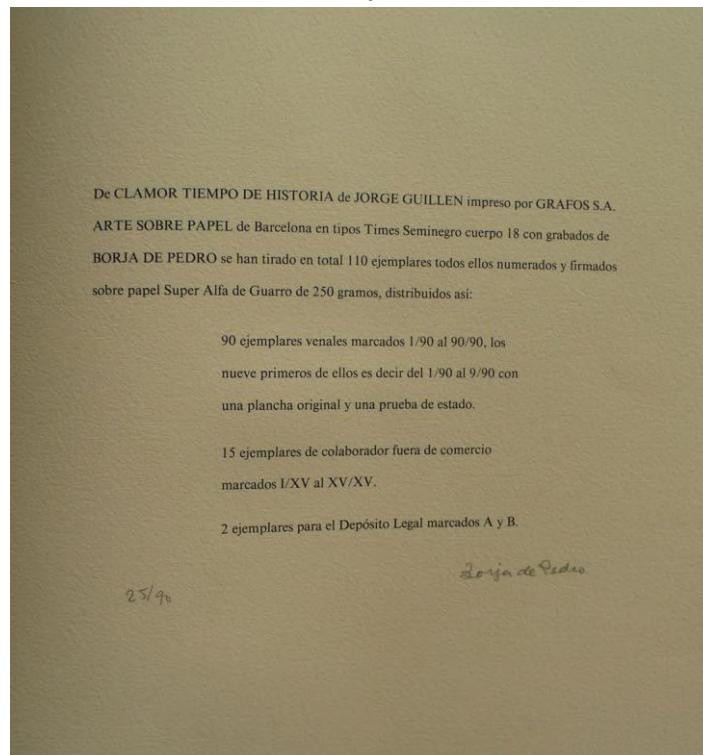 De CLAMOR TIEMPO DE HISTORIA de JORGE GUILLEN impreso por GRAFOS S.A.
ARTE SOBRE PAPEL de Barcelona en tipos Times Seminegro cuerpo 18 con grabados de
BORJA DE PEDRO se han tirado en total 110 ejemplares todos ellos numerados y firmados
sobre papel Super Alfa de Guarro de 250 gramos, distribuidos así:
90 ejemplares venales marcados 1/90 al 90/90, los
nueve primeros de ellos es decir del 1/90 al 9/90 con
una plancha original y una prueba de estado.
15 ejemplares de colaborador fuera de comercio
marcados I/XV al XV/XV.
2 ejemplares para el Depósito Legal marcados A y B.
Borja de Pedro
25/90